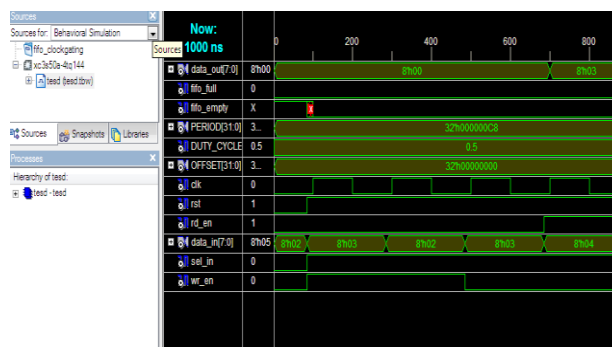 Sources
Sources for: Behavioral Simulation
fifo_clockgating
Sources
xc3s50a-4tq144
tesd (tesd.tbw)
Sources Snapshots Libraries
Processes
Hierarchy of tesd:
tesd - tesd
Now:
1000 ns
0 200 400 600 800
data_out[7:0] 8'h00 8'h00 8'h03
fifo_full 0
fifo_empty X X
PERIOD[31:0] 3... 32'h000000C8
DUTY_CYCLE 0.5 0.5
OFFSET[31:0] 3... 32'h00000000
clk 0
rst 1
rd_en 1
data_in[7:0] 8'h05 8'h02 8'h03 8'h02 8'h03 8'h04
sel_in 0
wr_en 0